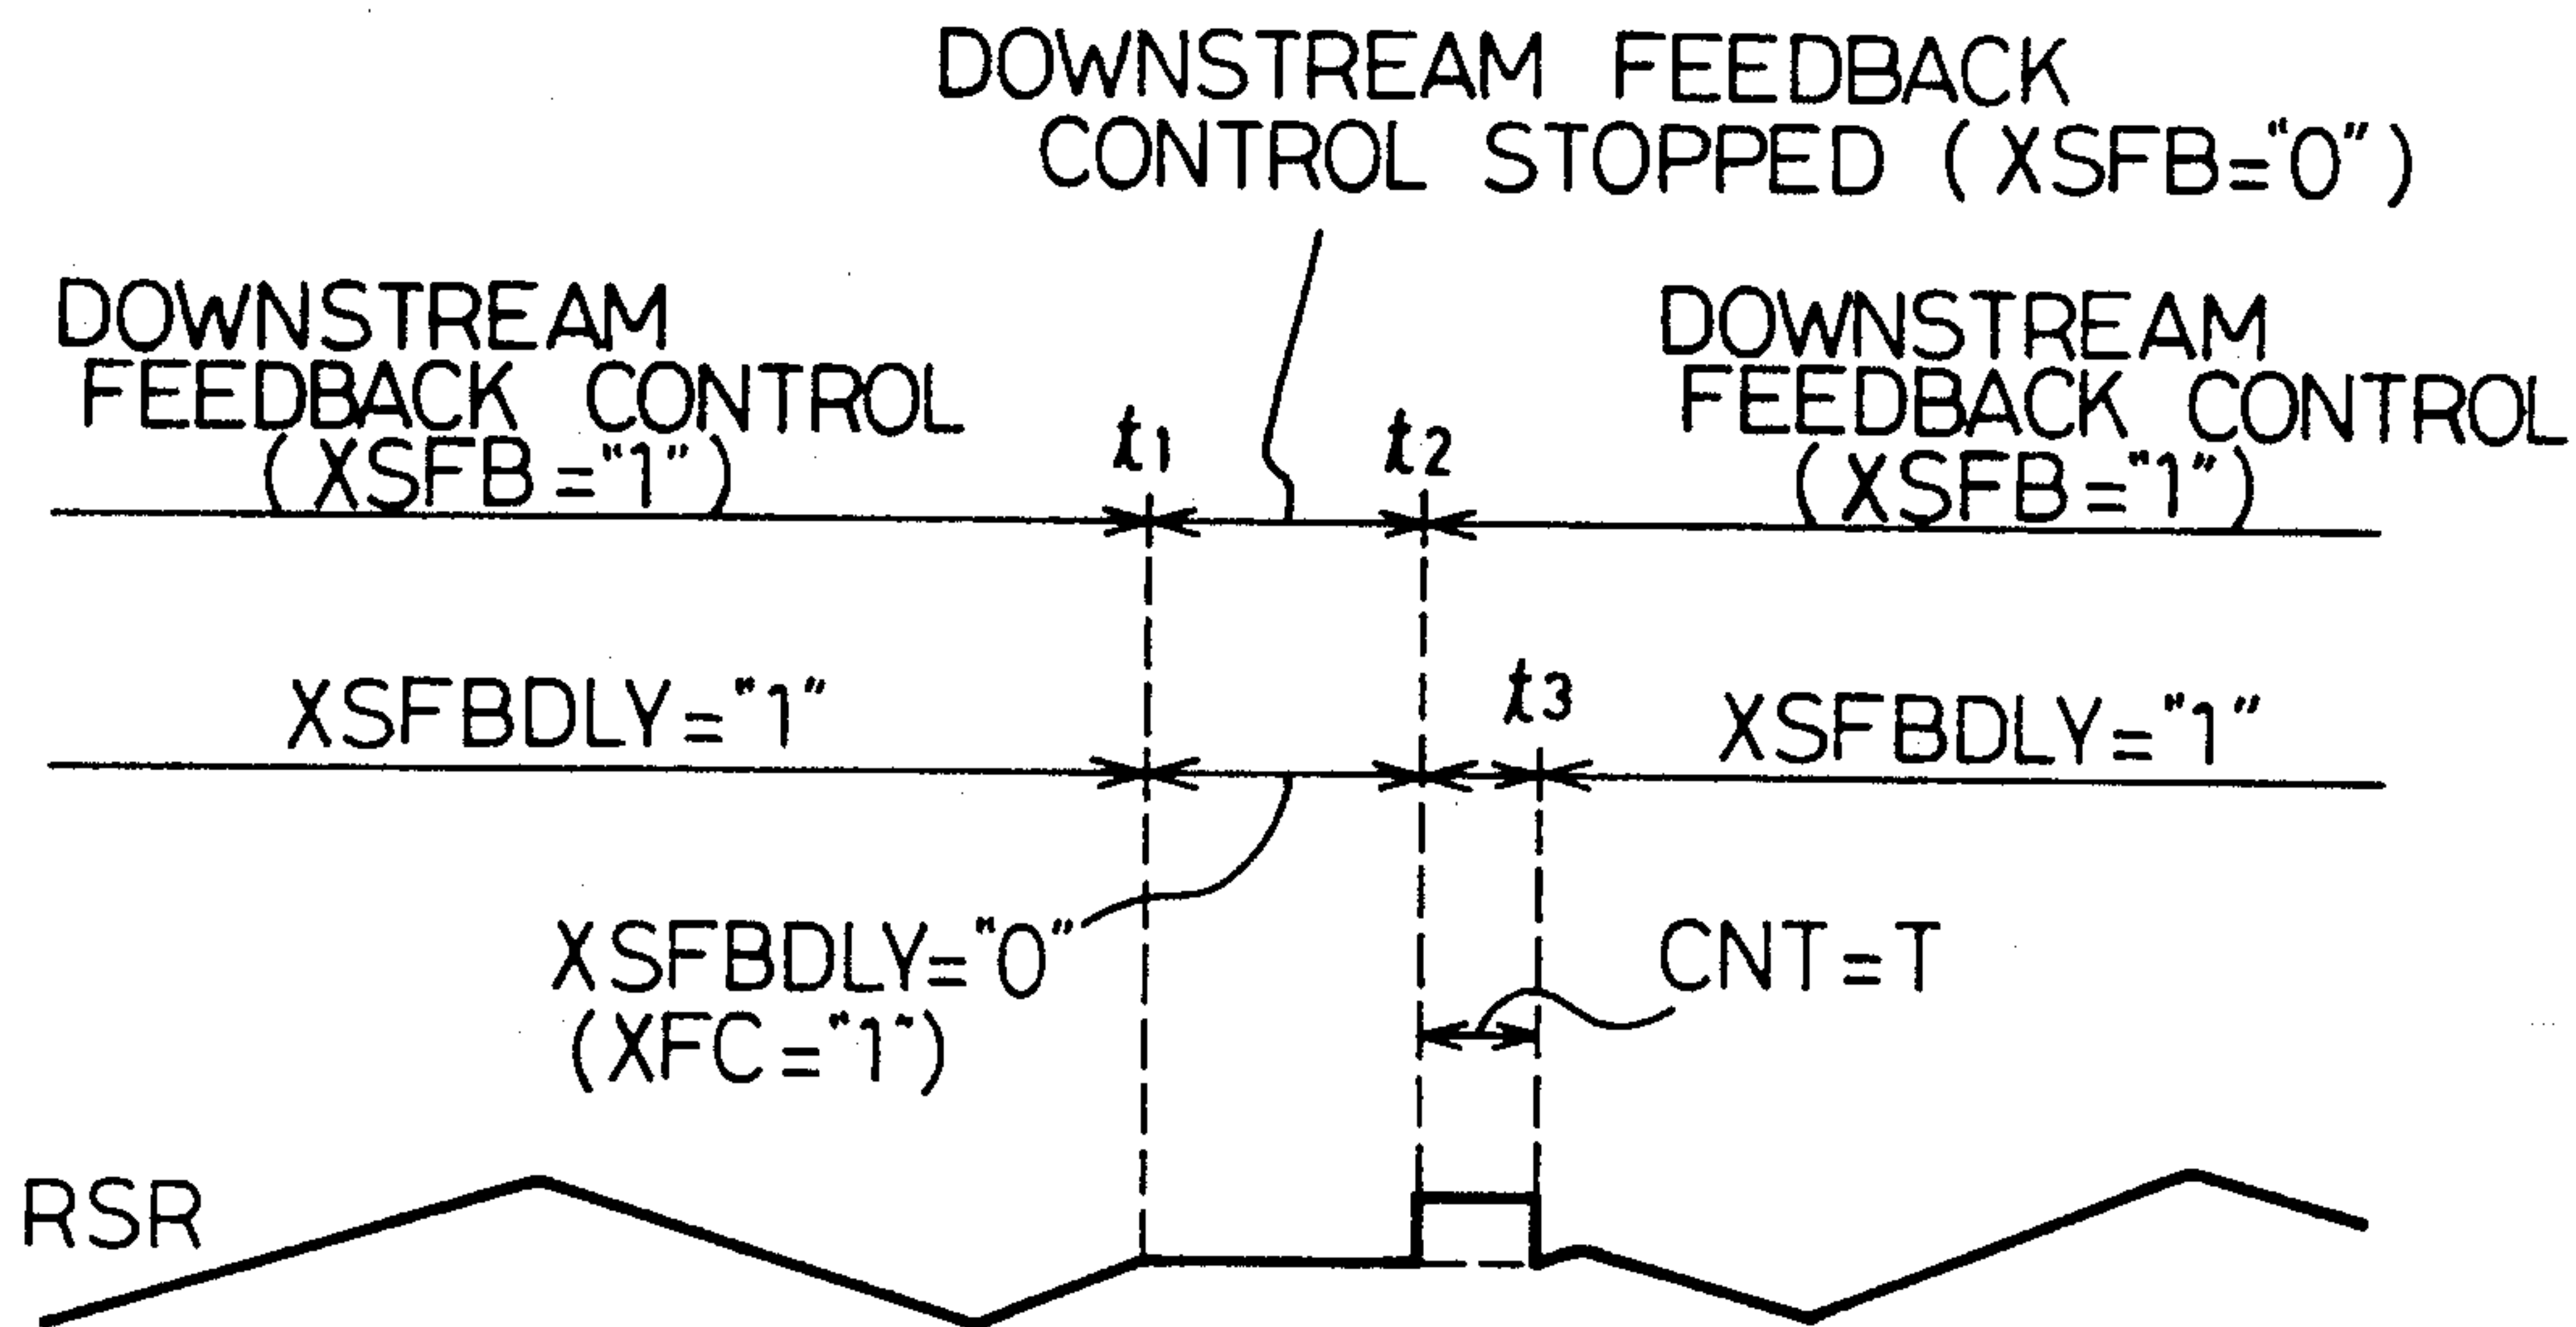 DOWNSTREAM FEEDBACK
CONTROL STOPPED (XSFB="0")
DOWNSTREAM
FEEDBACK CONTROL
(XSFB="1")
t1
t2
DOWNSTREAM
FEEDBACK CONTROL
(XSFB="1")
XSFBDLY="1"
t3
XSFBDLY="1"
XSFBDLY="0"
(XFC="1")
CNT=T
RSR